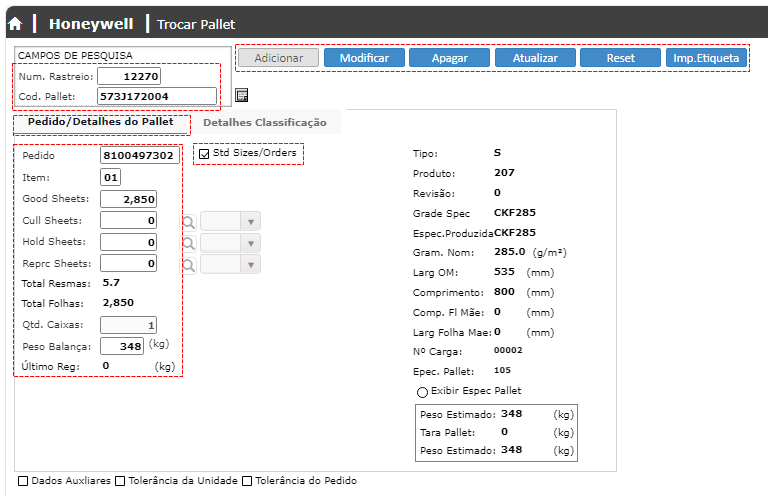 Honeywell Trocar Pallet
CAMPOS DE PESQUISA
Num. Rastreio: 12270
Cod. Pallet: 573J172004
Adicionar Modificar Apagar Atualizar Reset Imp.Etiqueta
Pedido/Detalhes do Pallet Detalhes Classificação
Pedido 8100497302
Item: 01
Good Sheets: 2,850
Cull Sheets: 0
Hold Sheets: 0
Reprc Sheets: 0
Total Resmas: 5.7
Total Folhas: 2,850
Qtd. Caixas: 1
Peso Balança: 348 (kg)
Último Reg: 0 (kg)
Std Sizes/Orders
Tipo: S
Produto: 207
Revisão: 0
Grade Spec CKF285
Espec.Produzida CKF285
Gram. Nom: 285.0 (g/m²)
Larg OM: 535 (mm)
Comprimento: 800 (mm)
Comp. Fl Mãe: 0 (mm)
Larg Folha Mae: 0 (mm)
Nº Carga: 00002
Epec. Pallet: 105
Exibir Espec Pallet
Peso Estimado: 348 (kg)
Tara Pallet: 0 (kg)
Peso Estimado: 348 (kg)
Dados Auxliares Tolerância da Unidade Tolerância do Pedido